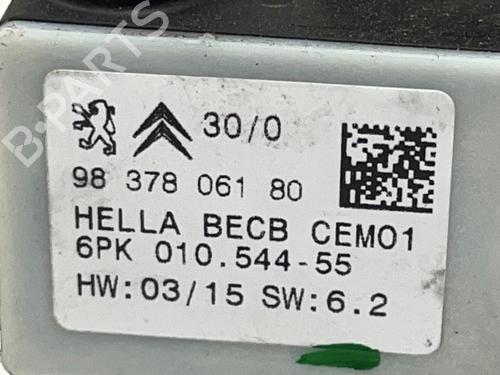 B-PARTS
30/0
98 378 061 80
HELLA BECB CEM01
6PK 010.544-55
HW:03/15 SW:6.2